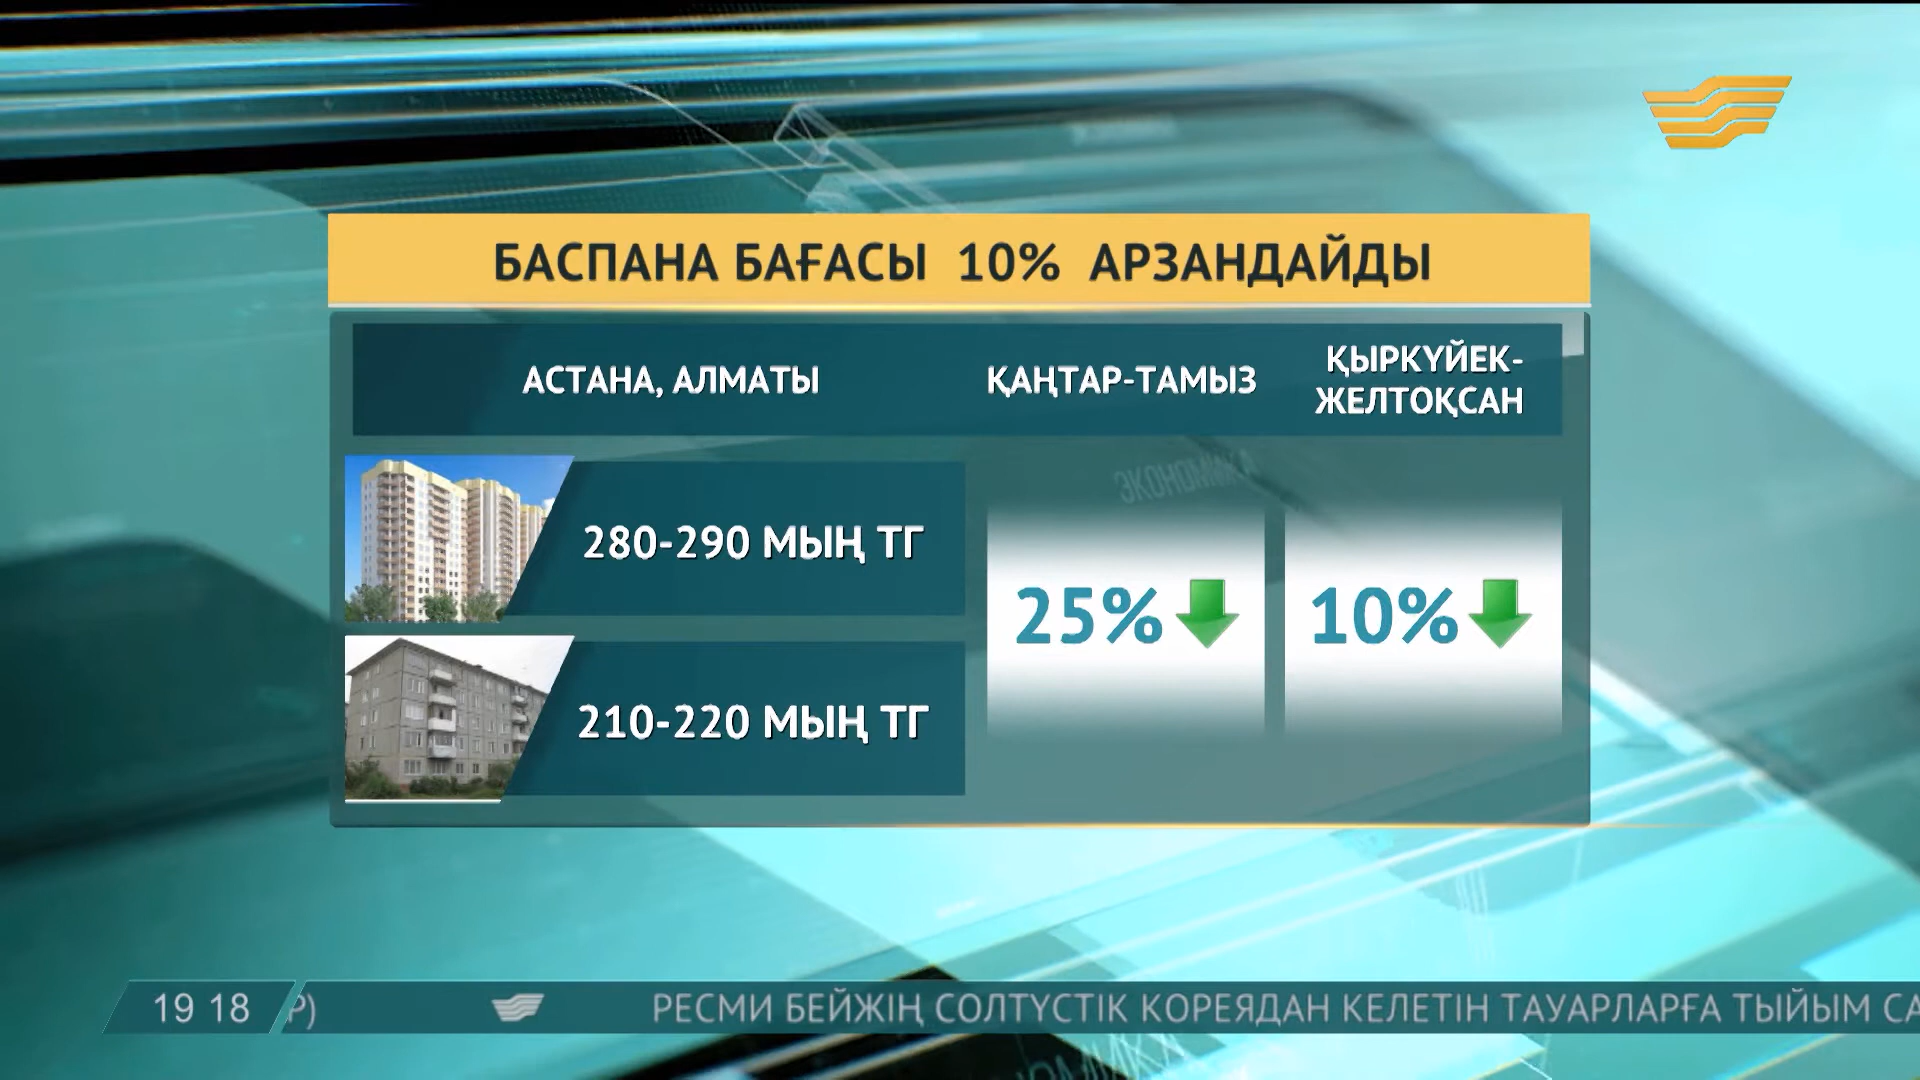 БАСПАНА БАҒАСЫ 10% АРЗАНДАЙДЫ
АСТАНА, АЛМАТЫ
ҚАҢТАР-ТАМЫЗ
ҚЫРКҮЙЕК-
ЖЕЛТОҚСАН
ЭКОНОМИКА
280-290 МЫҢ ТГ
25%
10%
210-220 МЫҢ ТГ
19 18
Р)
РЕСМИ БЕЙЖІҢ СОЛТҮСТІК КОРЕЯДАН КЕЛЕТІН ТАУАРЛАРҒА ТЫЙЫМ СА